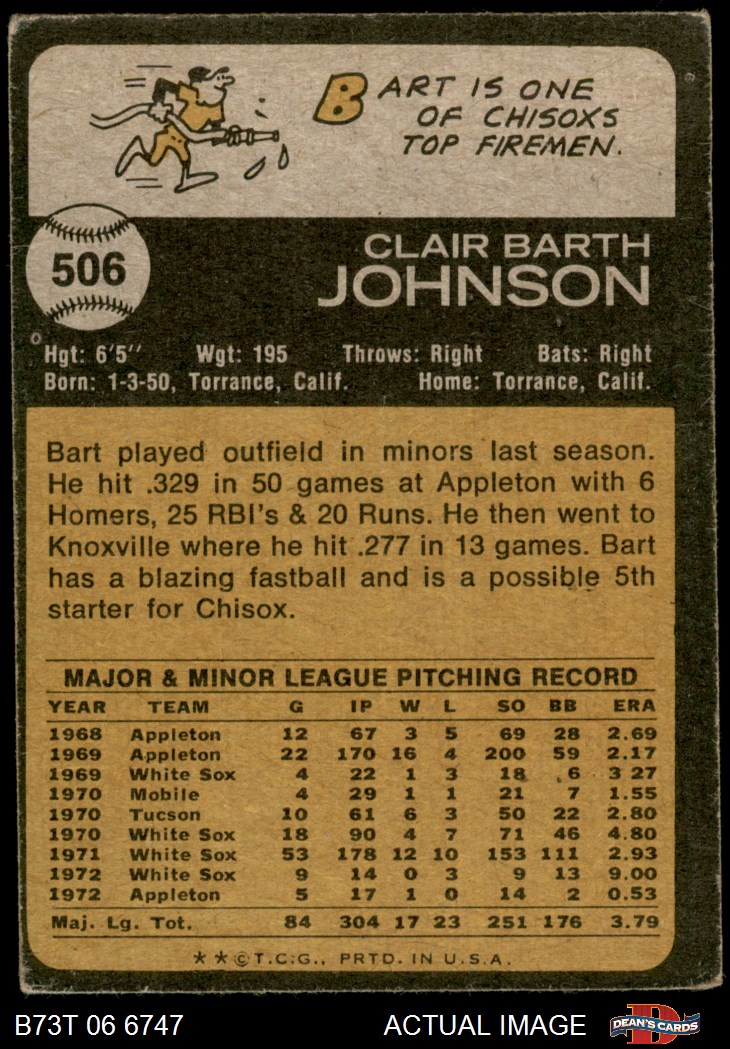 BART IS ONE
OF CHISOXS
TOP FIREMEN.
506
CLAIR BARTH
JOHNSON
Hgt: 6'5" Wgt: 195 Throws: Right Bats: Right
Born: 1-3-50, Torrance, Calif. Home: Torrance, Calif.
Bart played outfield in minors last season.
He hit .329 in 50 games at Appleton with 6
Homers, 25 RBI's & 20 Runs. He then went to
Knoxville where he hit .277 in 13 games. Bart
has a blazing fastball and is a possible 5th
starter for Chisox.
MAJOR & MINOR LEAGUE PITCHING RECORD
YEAR TEAM G IP W L SO BB ERA
1968 Appleton 12 67 3 5 69 28 2.69
1969 Appleton 22 170 16 4 200 59 2.17
1969 White Sox 4 22 1 3 18 6 3 27
1970 Mobile 4 29 1 1 21 7 1.55
1970 Tucson 10 61 6 3 50 22 2.80
1970 White Sox 18 90 4 7 71 46 4.80
1971 White Sox 53 178 12 10 153 111 2.93
1972 White Sox 9 14 0 3 9 13 9.00
1972 Appleton 5 17 1 0 14 2 0.53
Maj. Lg. Tot. 84 304 17 23 251 176 3.79
* * © T.C.G., PRTD. IN U.S.A.
B73T 06 6747 ACTUAL IMAGE D DEAN'S CARDS